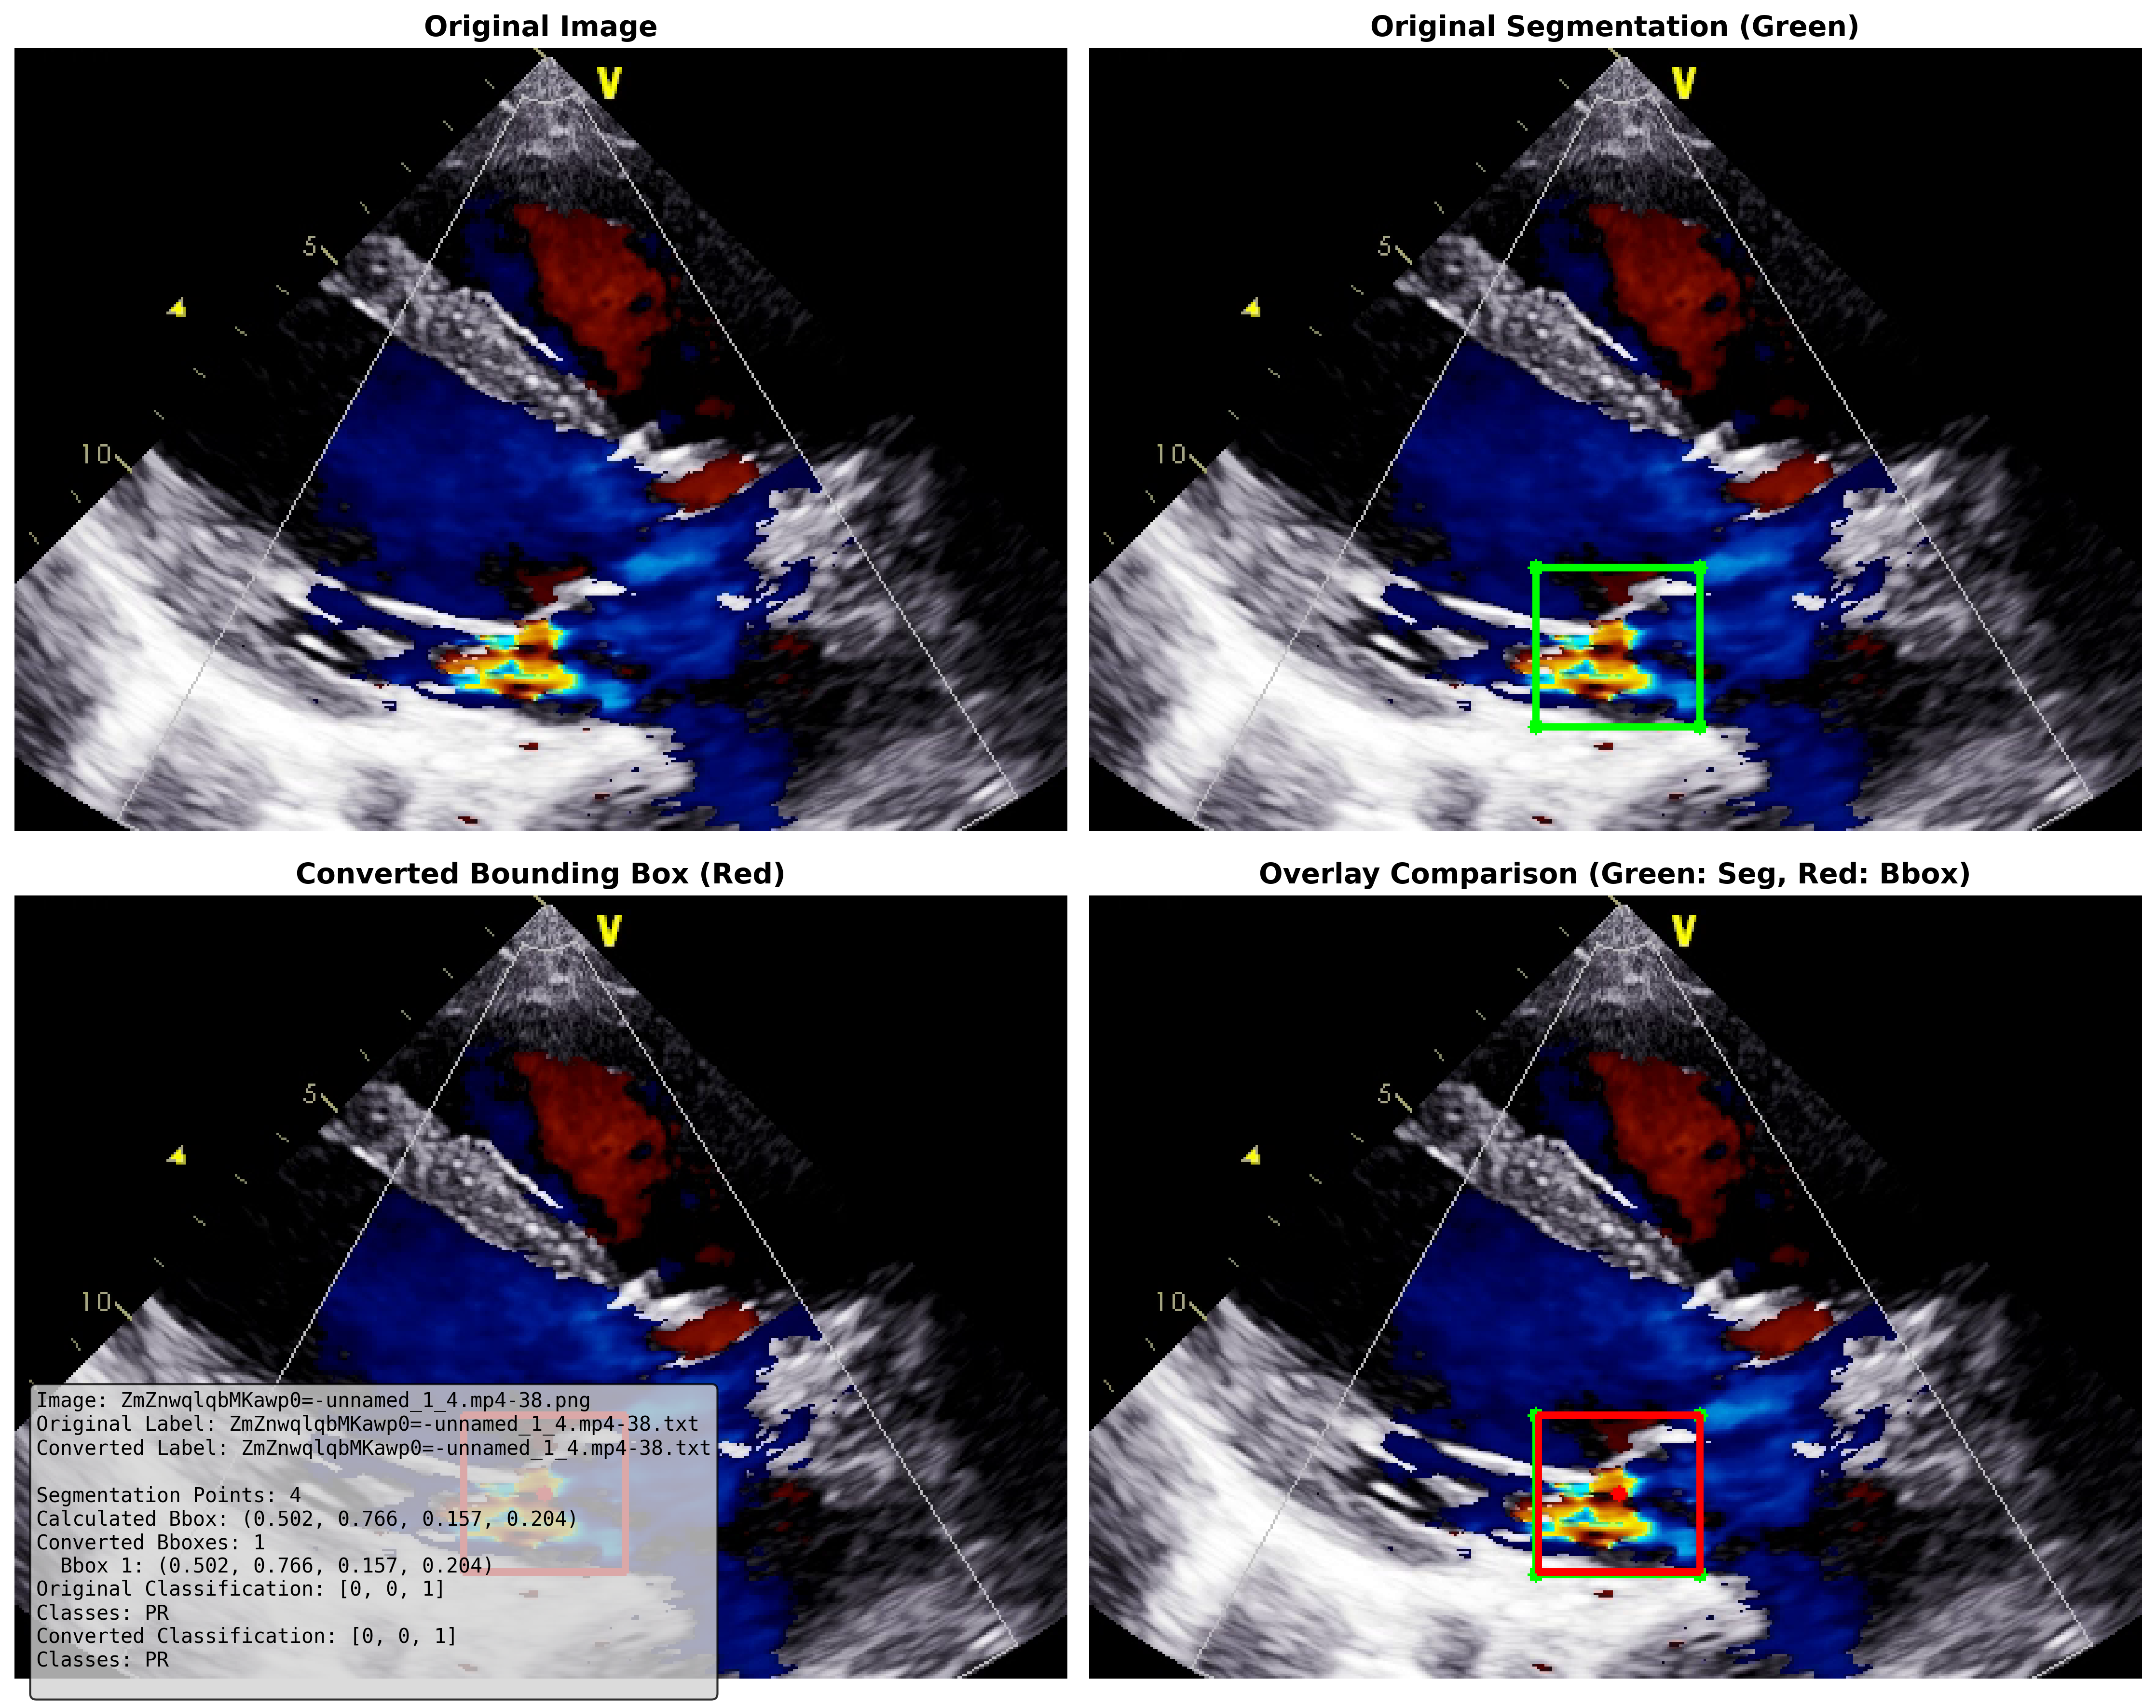 Original Image
V
5
10
Original Segmentation (Green)
V
5
10
Converted Bounding Box (Red)
V
5
10
Image: ZmZnwqlqbMKawp0=-unnamed_1_4.mp4-38.png
Original Label: ZmZnwqlqbMKawp0=-unnamed_1_4.mp4-38.txt
Converted Label: ZmZnwqlqbMKawp0=-unnamed_1_4.mp4-38.txt
Segmentation Points: 4
Calculated Bbox: (0.502, 0.766, 0.157, 0.204)
Converted Bboxes: 1
Bbox 1: (0.502, 0.766, 0.157, 0.204)
Original Classification: [0, 0, 1]
Classes: PR
Converted Classification: [0, 0, 1]
Classes: PR
Overlay Comparison (Green: Seg, Red: Bbox)
V
5
10